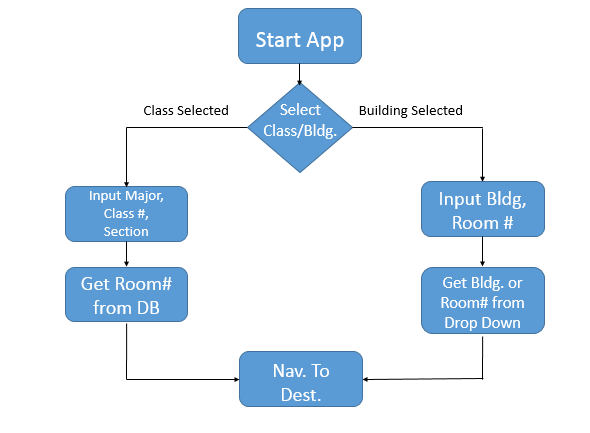 Start App
Select
Class/Bldg.
Class Selected
Building Selected
Input Major,
Class #,
Section
Input Bldg,
Room #
Get Room#
from DB
Get Bldg. or
Room# from
Drop Down
Nav. To
Dest.